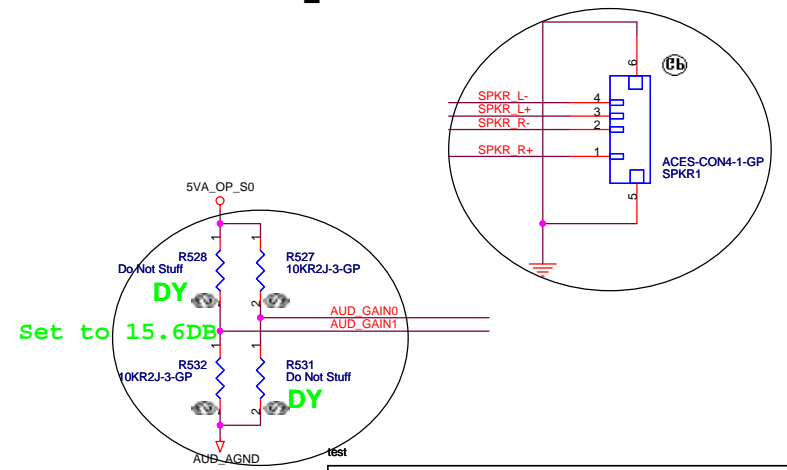 6
SPKR_L-
4
SPKR_L+
3
SPKR_R-
2
SPKR_R+
1
ACES-CON4-1-GP
SPKR1
5
5VA_OP_S0
1
1
R528
Do Not Stuff
R527
10KR2J-3-GP
DY
2
2
AUD_GAIN0
AUD_GAIN1
Set to 15.6DB
1
1
R532
10KR2J-3-GP
R531
Do Not Stuff
DY
2
2
AUD_AGND
test